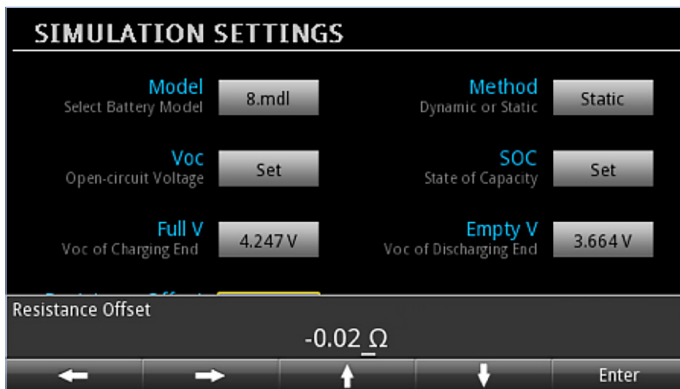 SIMULATION SETTINGS
Model
Select Battery Model
8.mdl
Method
Dynamic or Static
Static
Voc
Open-circuit Voltage
Set
SOC
State of Capacity
Set
Full V
Voc of Charging End
4.247 V
Empty V
Voc of Discharging End
3.664 V
Resistance Offset
-0.02 Ω
Enter